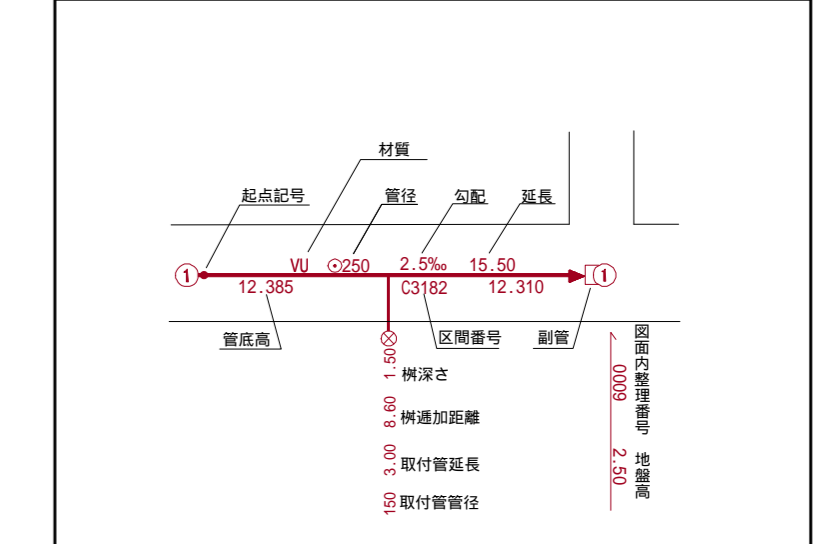 材質
起点記号 管径 勾配 延長
VU ⊙250 2.5‰ 15.50
① ①
12.385 C3182 12.310
管底高 区間番号 副管
1.50 桝深さ
8.60 桝逓加距離
3.00 取付管延長
150 取付管管径
図面内整理番号 地盤高
0009 2.50